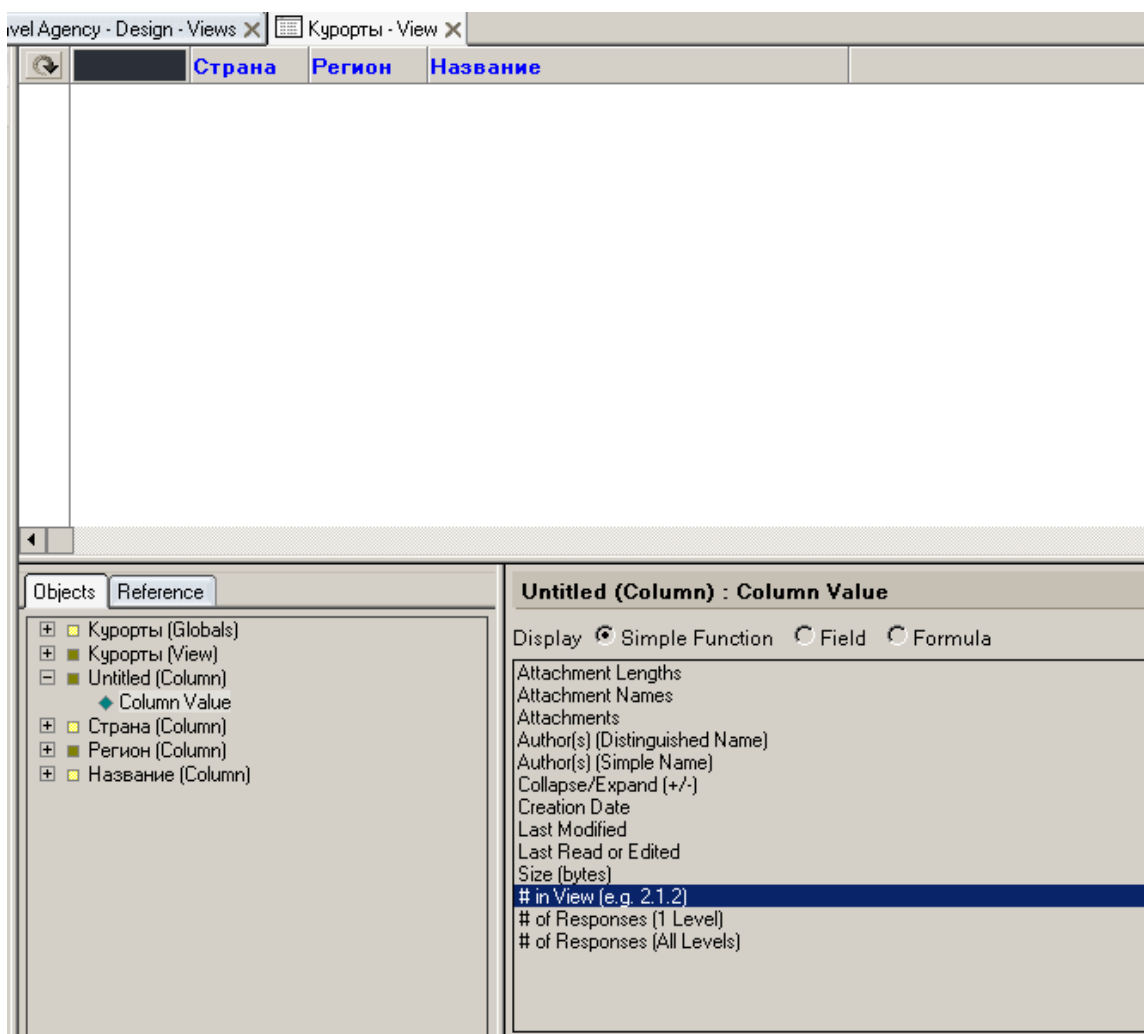 vel Agency - Design - Views Курорты - View
Страна Регион Название
Objects Reference
Курорты (Globals)
Курорты (View)
Untitled (Column)
Column Value
Страна (Column)
Регион (Column)
Название (Column)
Untitled (Column) : Column Value
Display Simple Function Field Formula
Attachment Lengths
Attachment Names
Attachments
Author(s) (Distinguished Name)
Author(s) (Simple Name)
Collapse/Expand (+/-)
Creation Date
Last Modified
Last Read or Edited
Size (bytes)
# in View (e.g. 2.1.2)
# of Responses (1 Level)
# of Responses (All Levels)